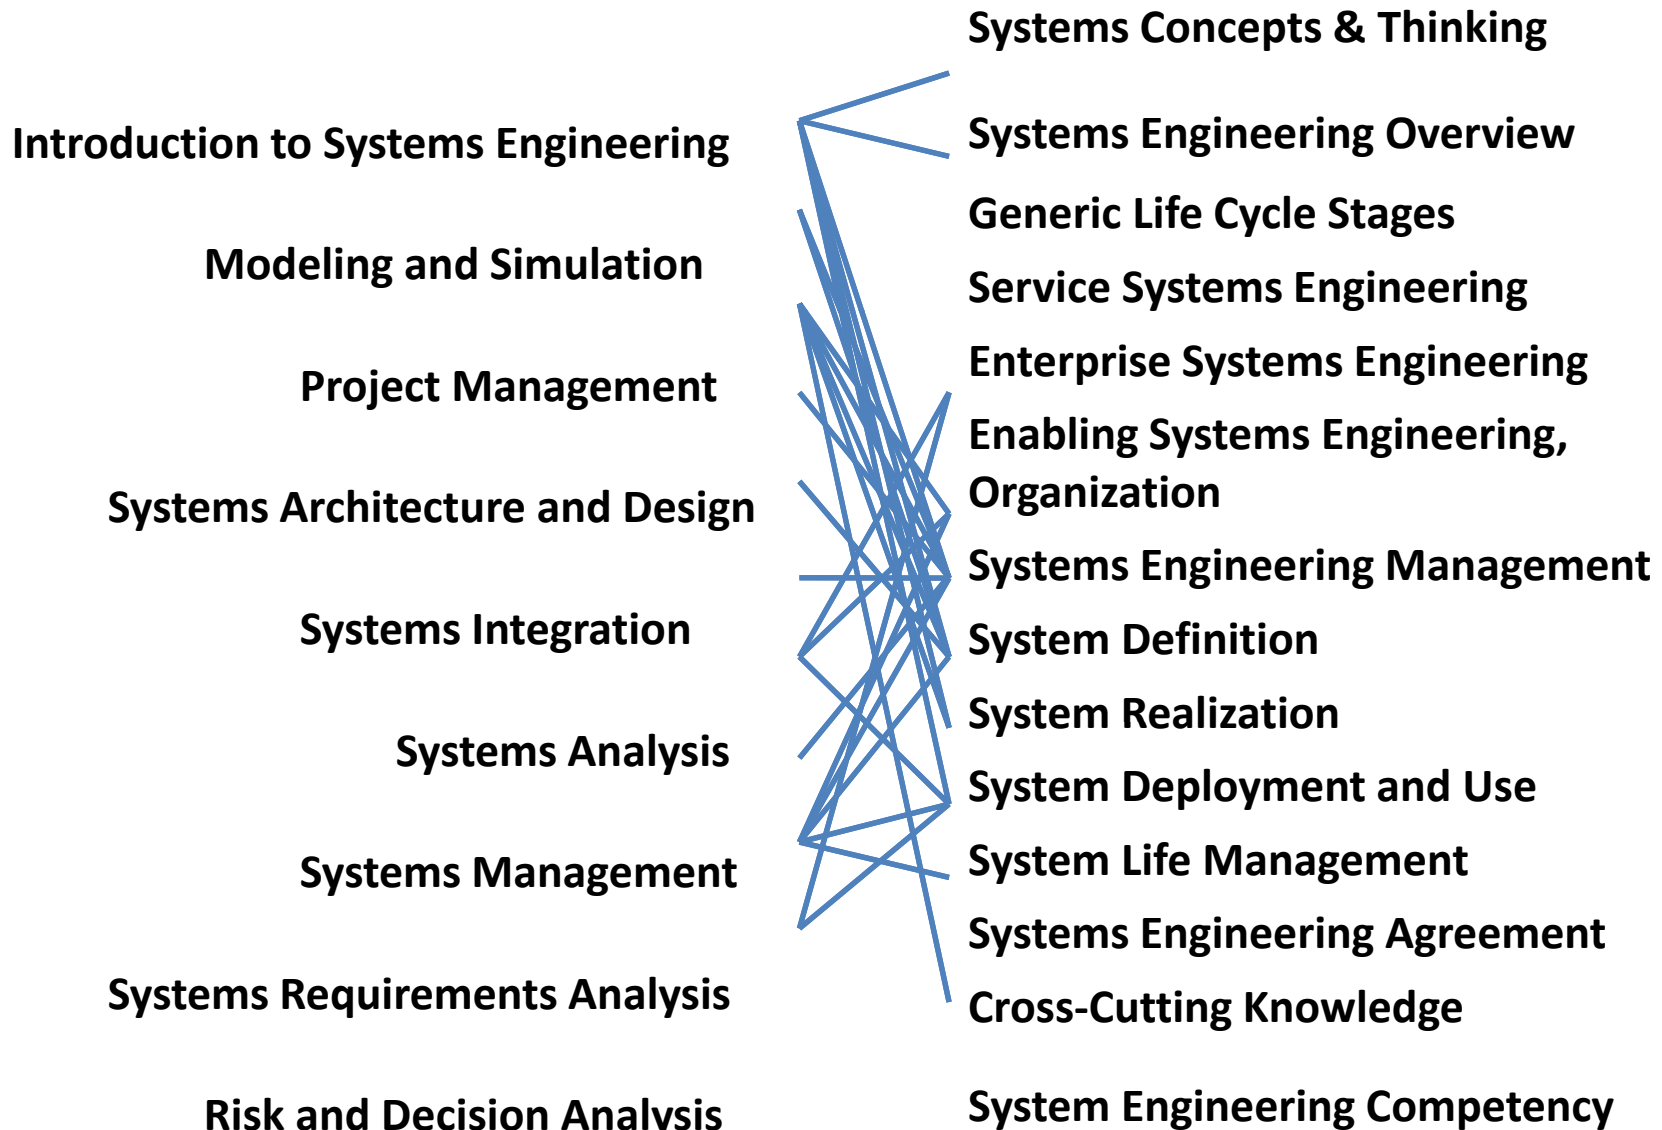 Introduction to Systems Engineering
Modeling and Simulation
Project Management
Systems Architecture and Design
Systems Integration
Systems Analysis
Systems Management
Systems Requirements Analysis
Risk and Decision Analysis
Systems Concepts & Thinking
Systems Engineering Overview
Generic Life Cycle Stages
Service Systems Engineering
Enterprise Systems Engineering
Enabling Systems Engineering,
Organization
Systems Engineering Management
System Definition
System Realization
System Deployment and Use
System Life Management
Systems Engineering Agreement
Cross-Cutting Knowledge
System Engineering Competency